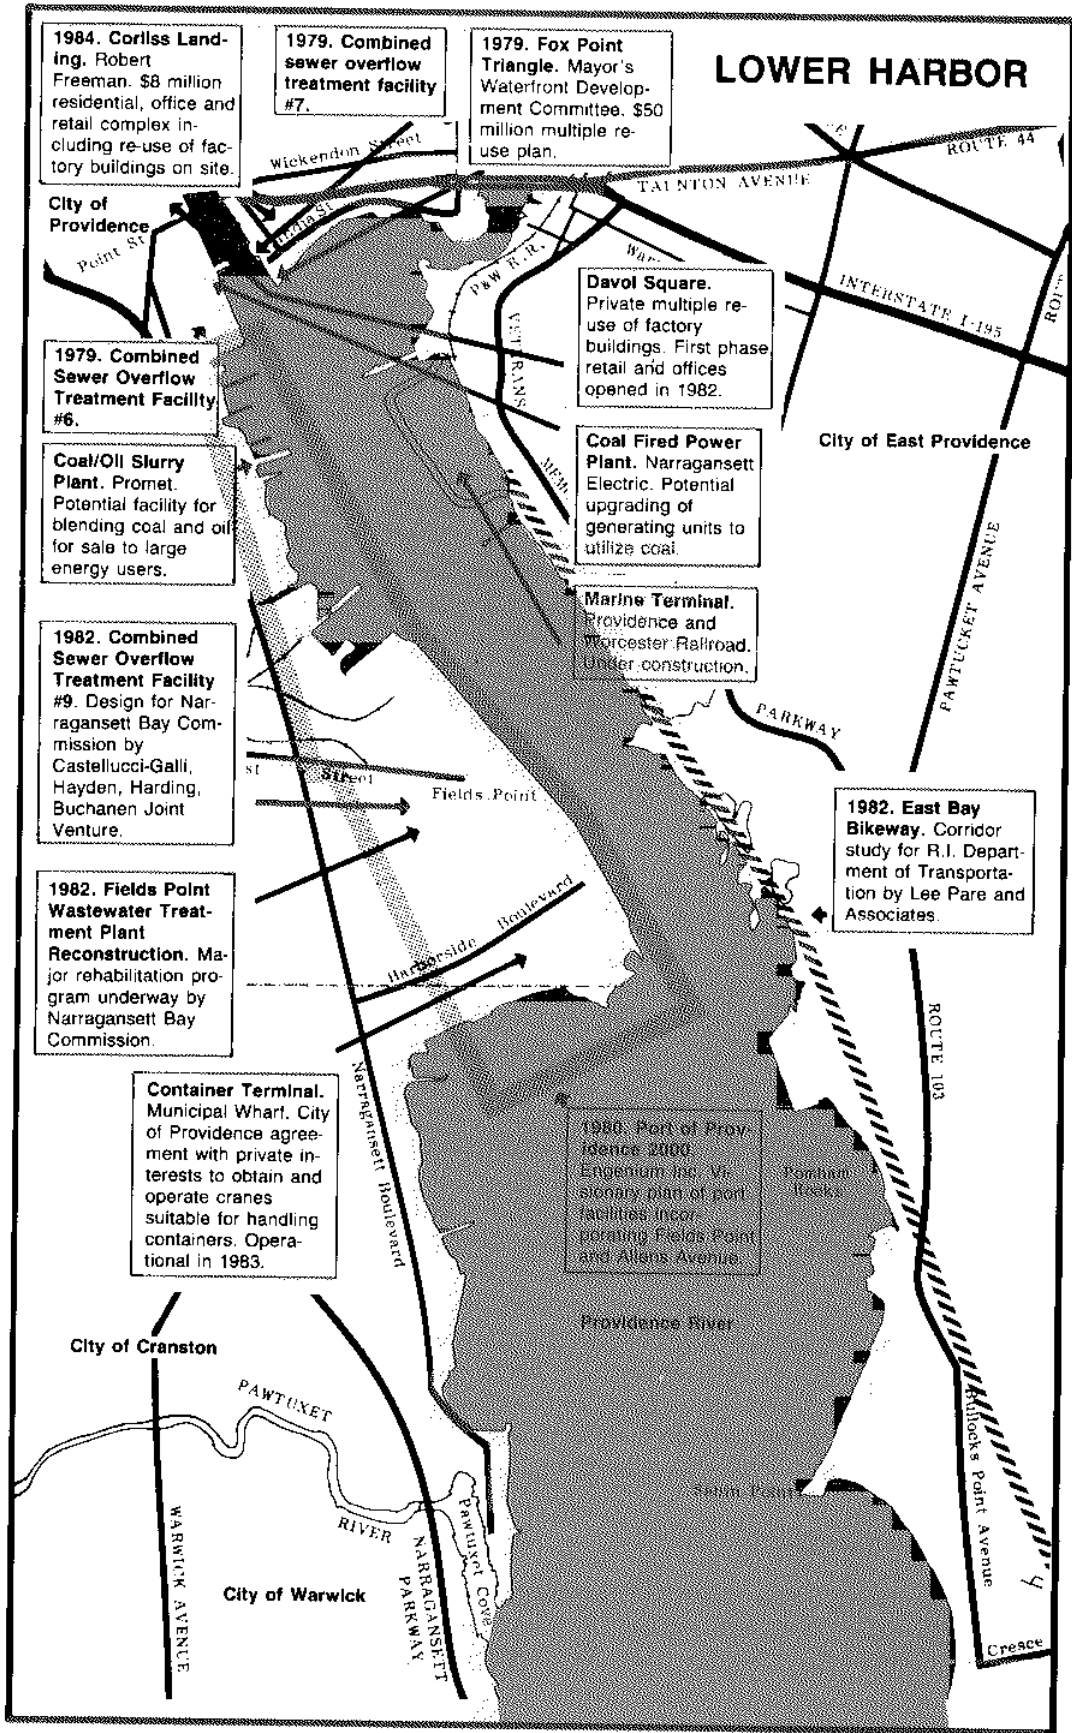 LOWER HARBOR
1984. Corliss Land-
ing. Robert
Freeman. $8 million
residential, office and
retail complex in-
cluding re-use of fac-
tory buildings on site.
1979. Combined
sewer overflow
treatment facility
#7.
1979. Fox Point
Triangle. Mayor's
Waterfront Develop-
ment Committee. $50
million multiple re-
use plan.
Wickendon Street
ROUTE 44
TAUNTON AVENUE
City of
Providence
Point St
India St
P&W R.R.
INTERSTATE I-195
VETERANS
Davol Square.
Private multiple re-
use of factory
buildings. First phase
retail and offices
opened in 1982.
1979. Combined
Sewer Overflow
Treatment Facility
#6.
Coal Fired Power
Plant. Narragansett
Electric. Potential
upgrading of
generating units to
utilize coal.
City of East Providence
Coal/Oil Slurry
Plant. Promet.
Potential facility for
blending coal and oil
for sale to large
energy users.
PAWTUCKET AVENUE
Marine Terminal.
Providence and
Worcester Railroad.
Under construction.
1982. Combined
Sewer Overflow
Treatment Facility
#9. Design for Nar-
ragansett Bay Com-
mission by
Castellucci-Galli,
Hayden, Harding,
Buchanen Joint
Venture.
PARKWAY
st Street
Fields Point
1982. East Bay
Bikeway. Corridor
study for R.I. Depart-
ment of Transporta-
tion by Lee Pare and
Associates.
1982. Fields Point
Wastewater Treat-
ment Plant
Reconstruction. Ma-
jor rehabilitation pro-
gram underway by
Narragansett Bay
Commission.
Harborside Boulevard
ROUTE 103
Narragansett Boulevard
Container Terminal.
Municipal Wharf. City
of Providence agree-
ment with private in-
terests to obtain and
operate cranes
suitable for handling
containers. Opera-
tional in 1983.
1980. Port of Prov-
idence 2000.
Engenium Inc. Vi-
sionary plan of port
facilities incor-
porating Fields Point
and Allens Avenue.
Pomham
Rocks
Providence River
City of Cranston
PAWTUXET
RIVER
Bullocks Point Avenue
Sabin Point
WARWICK AVENUE
NARRAGANSETT
PARKWAY
Pawtuxet Cove
City of Warwick
Cresce